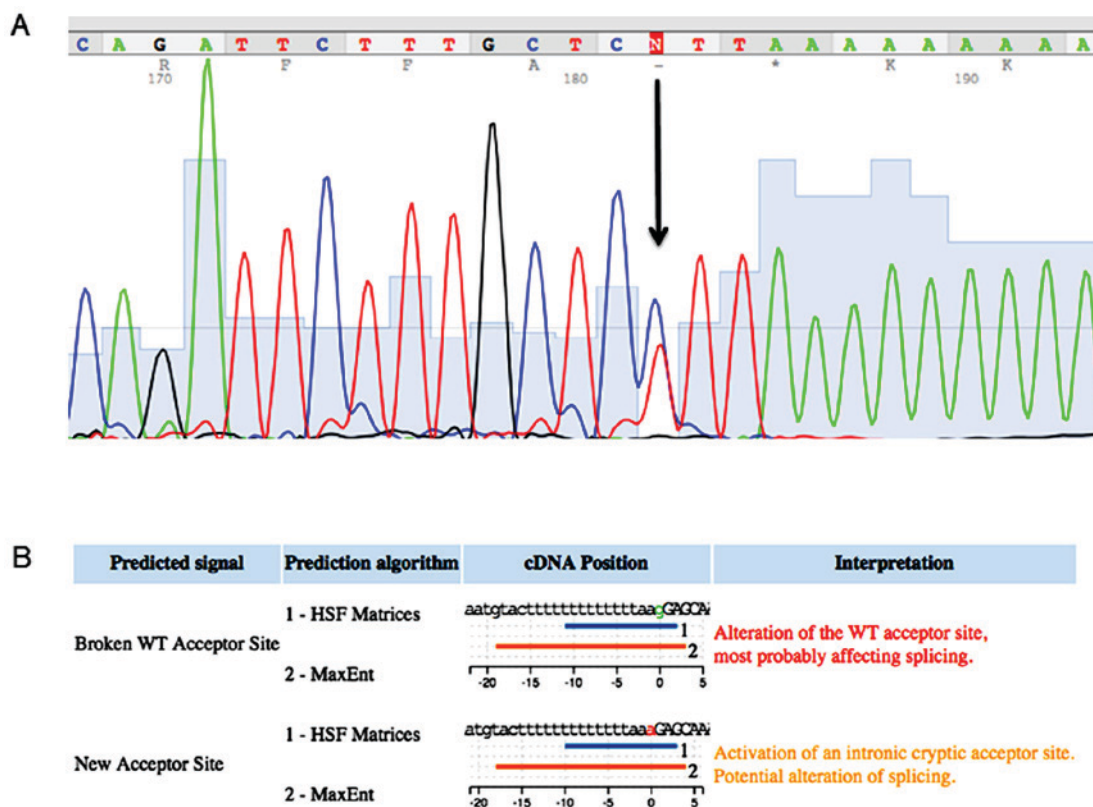 A
C A G A T T C T T T G C T C N T T A A A A A A A A A
R F F A - * K K
170 180 190
B
Predicted signal Prediction algorithm cDNA Position Interpretation
Broken WT Acceptor Site
1 - HSF Matrices
2 - MaxEnt
aatgtactttttttttttttaagGAGCAA
1
2
-20 -15 -10 -5 0 5
Alteration of the WT acceptor site,
most probably affecting splicing.
New Acceptor Site
1 - HSF Matrices
2 - MaxEnt
atgtactttttttttttttaaaGAGCAA
1
2
-20 -15 -10 -5 0 5
Activation of an intronic cryptic acceptor site.
Potential alteration of splicing.